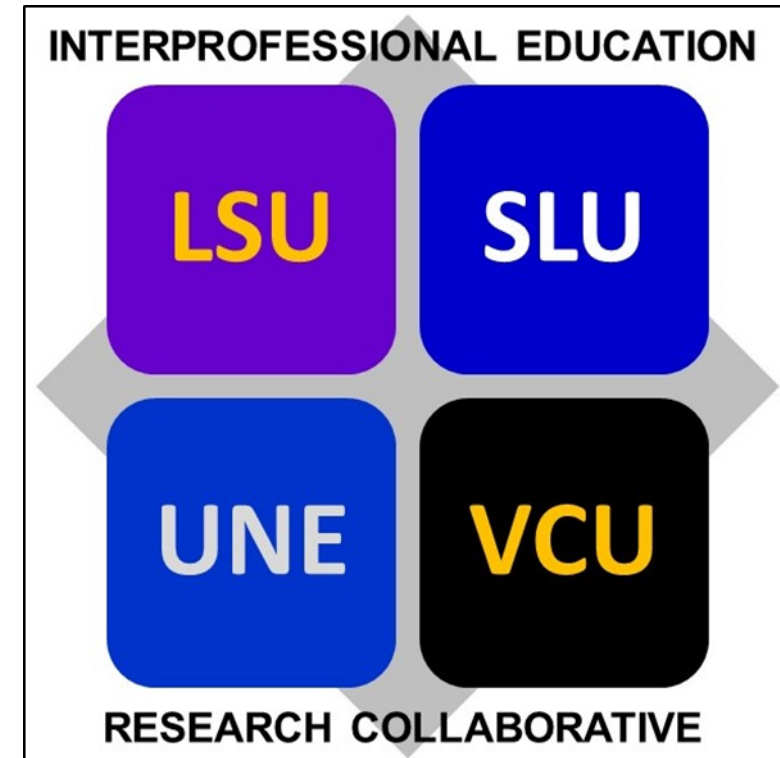 INTERPROFESSIONAL EDUCATION
LSU SLU
UNE VCU
RESEARCH COLLABORATIVE